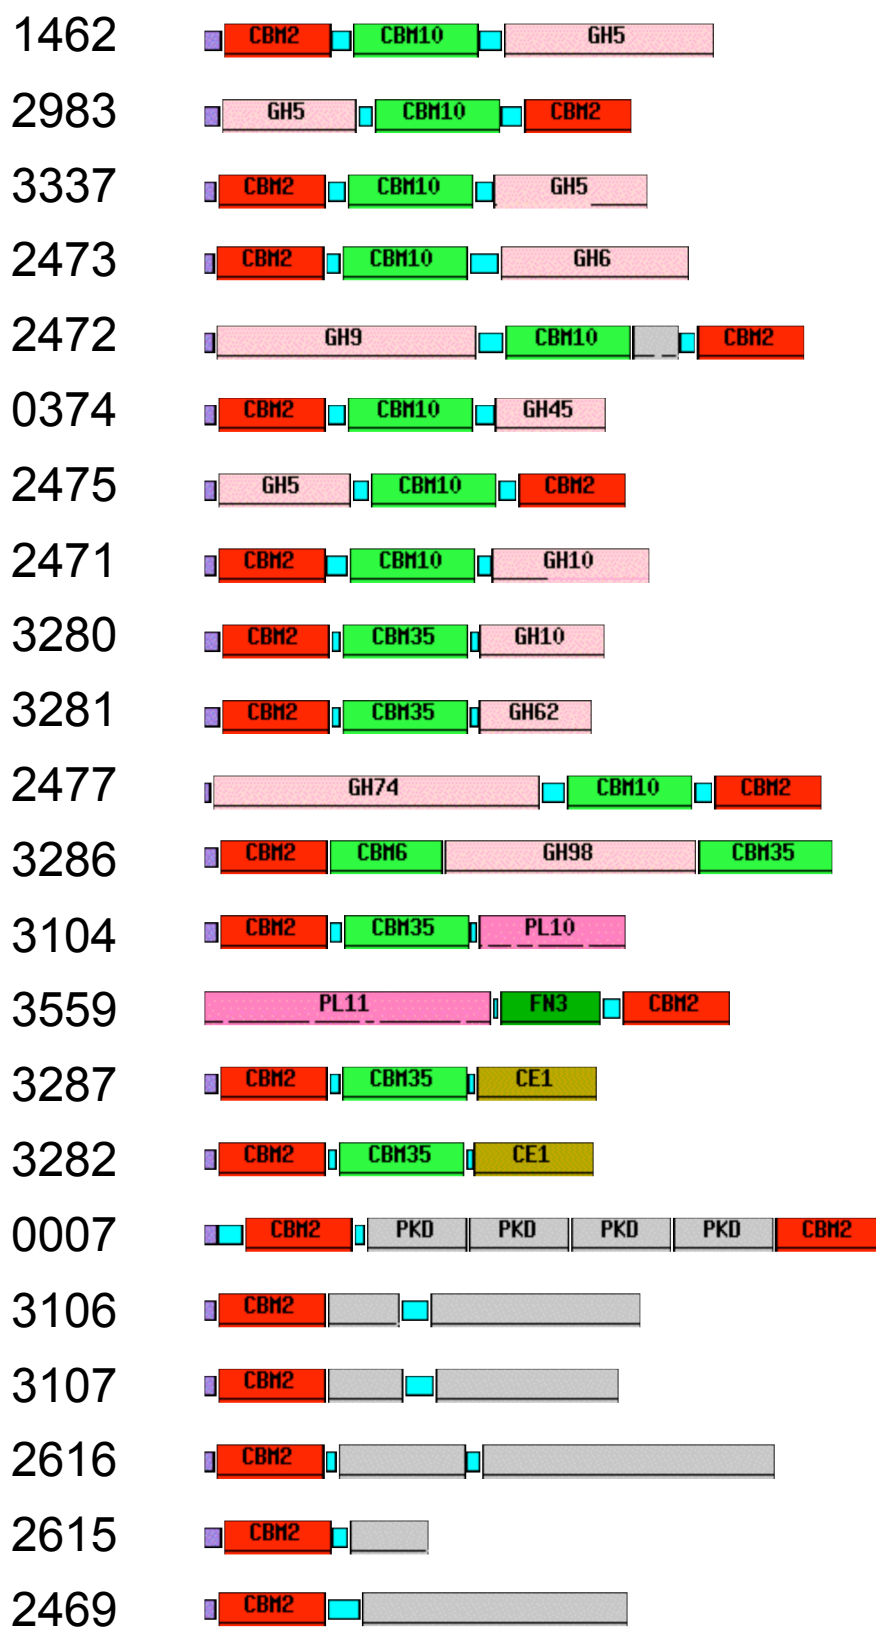 1462 CBM2 CBM10 GH5
2983 GH5 CBM10 CBM2
3337 CBM2 CBM10 GH5
2473 CBM2 CBM10 GH6
2472 GH9 CBM10 CBM2
0374 CBM2 CBM10 GH45
2475 GH5 CBM10 CBM2
2471 CBM2 CBM10 GH10
3280 CBM2 CBM35 GH10
3281 CBM2 CBM35 GH62
2477 GH74 CBM10 CBM2
3286 CBM2 CBM6 GH98 CBM35
3104 CBM2 CBM35 PL10
3559 PL11 FN3 CBM2
3287 CBM2 CBM35 CE1
3282 CBM2 CBM35 CE1
0007 CBM2 PKD PKD PKD PKD CBM2
3106 CBM2
3107 CBM2
2616 CBM2
2615 CBM2
2469 CBM2